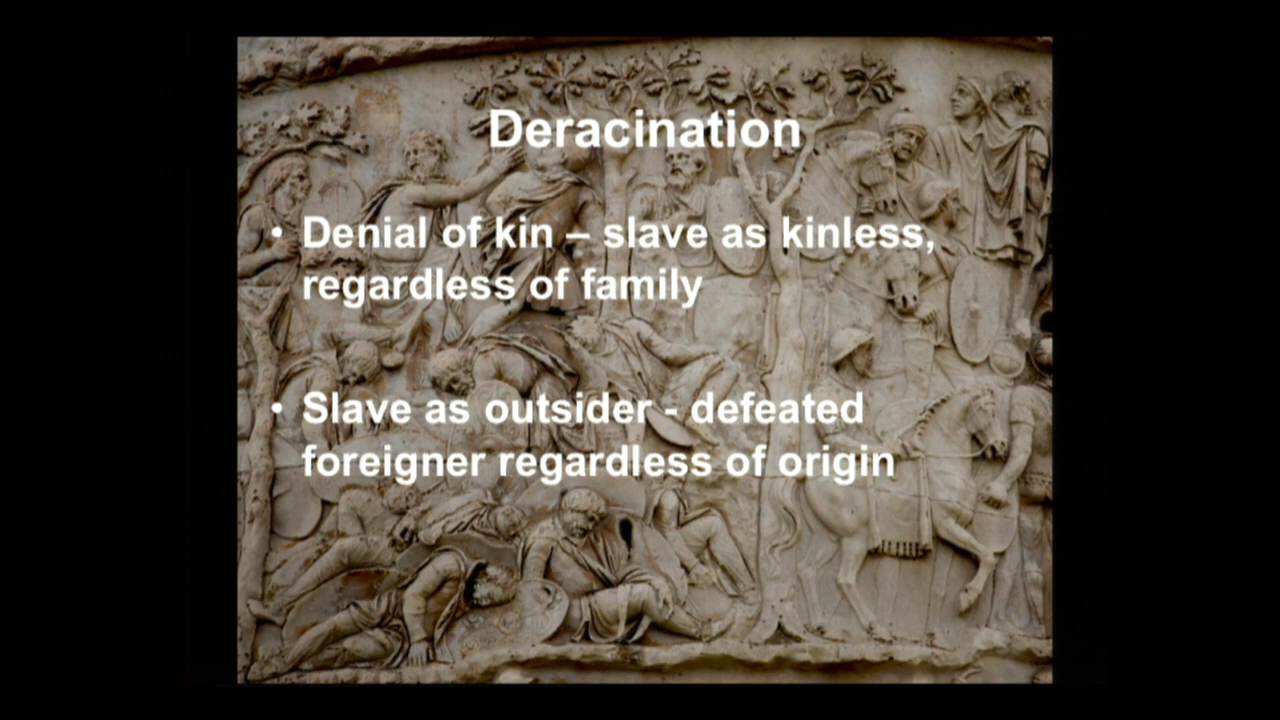 Deracination
• Denial of kin – slave as kinless,
regardless of family
• Slave as outsider - defeated
foreigner regardless of origin